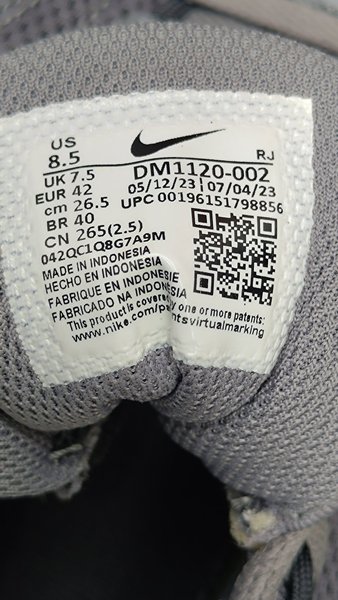 US
8.5
UK 7.5
EUR 42
cm 26.5
BR 40
CN 265(2.5)
042QC1Q8G7A9M
RJ
DM1120-002
05/12/23 07/04/23
UPC 00196151798856
MADE IN INDONESIA
HECHO EN INDONESIA
FABRIQUE EN INDONESIE
FABRICADO NA INDONESIA
This product is covered by one or more patents:
www.nike.com/patentsvirtualmarking